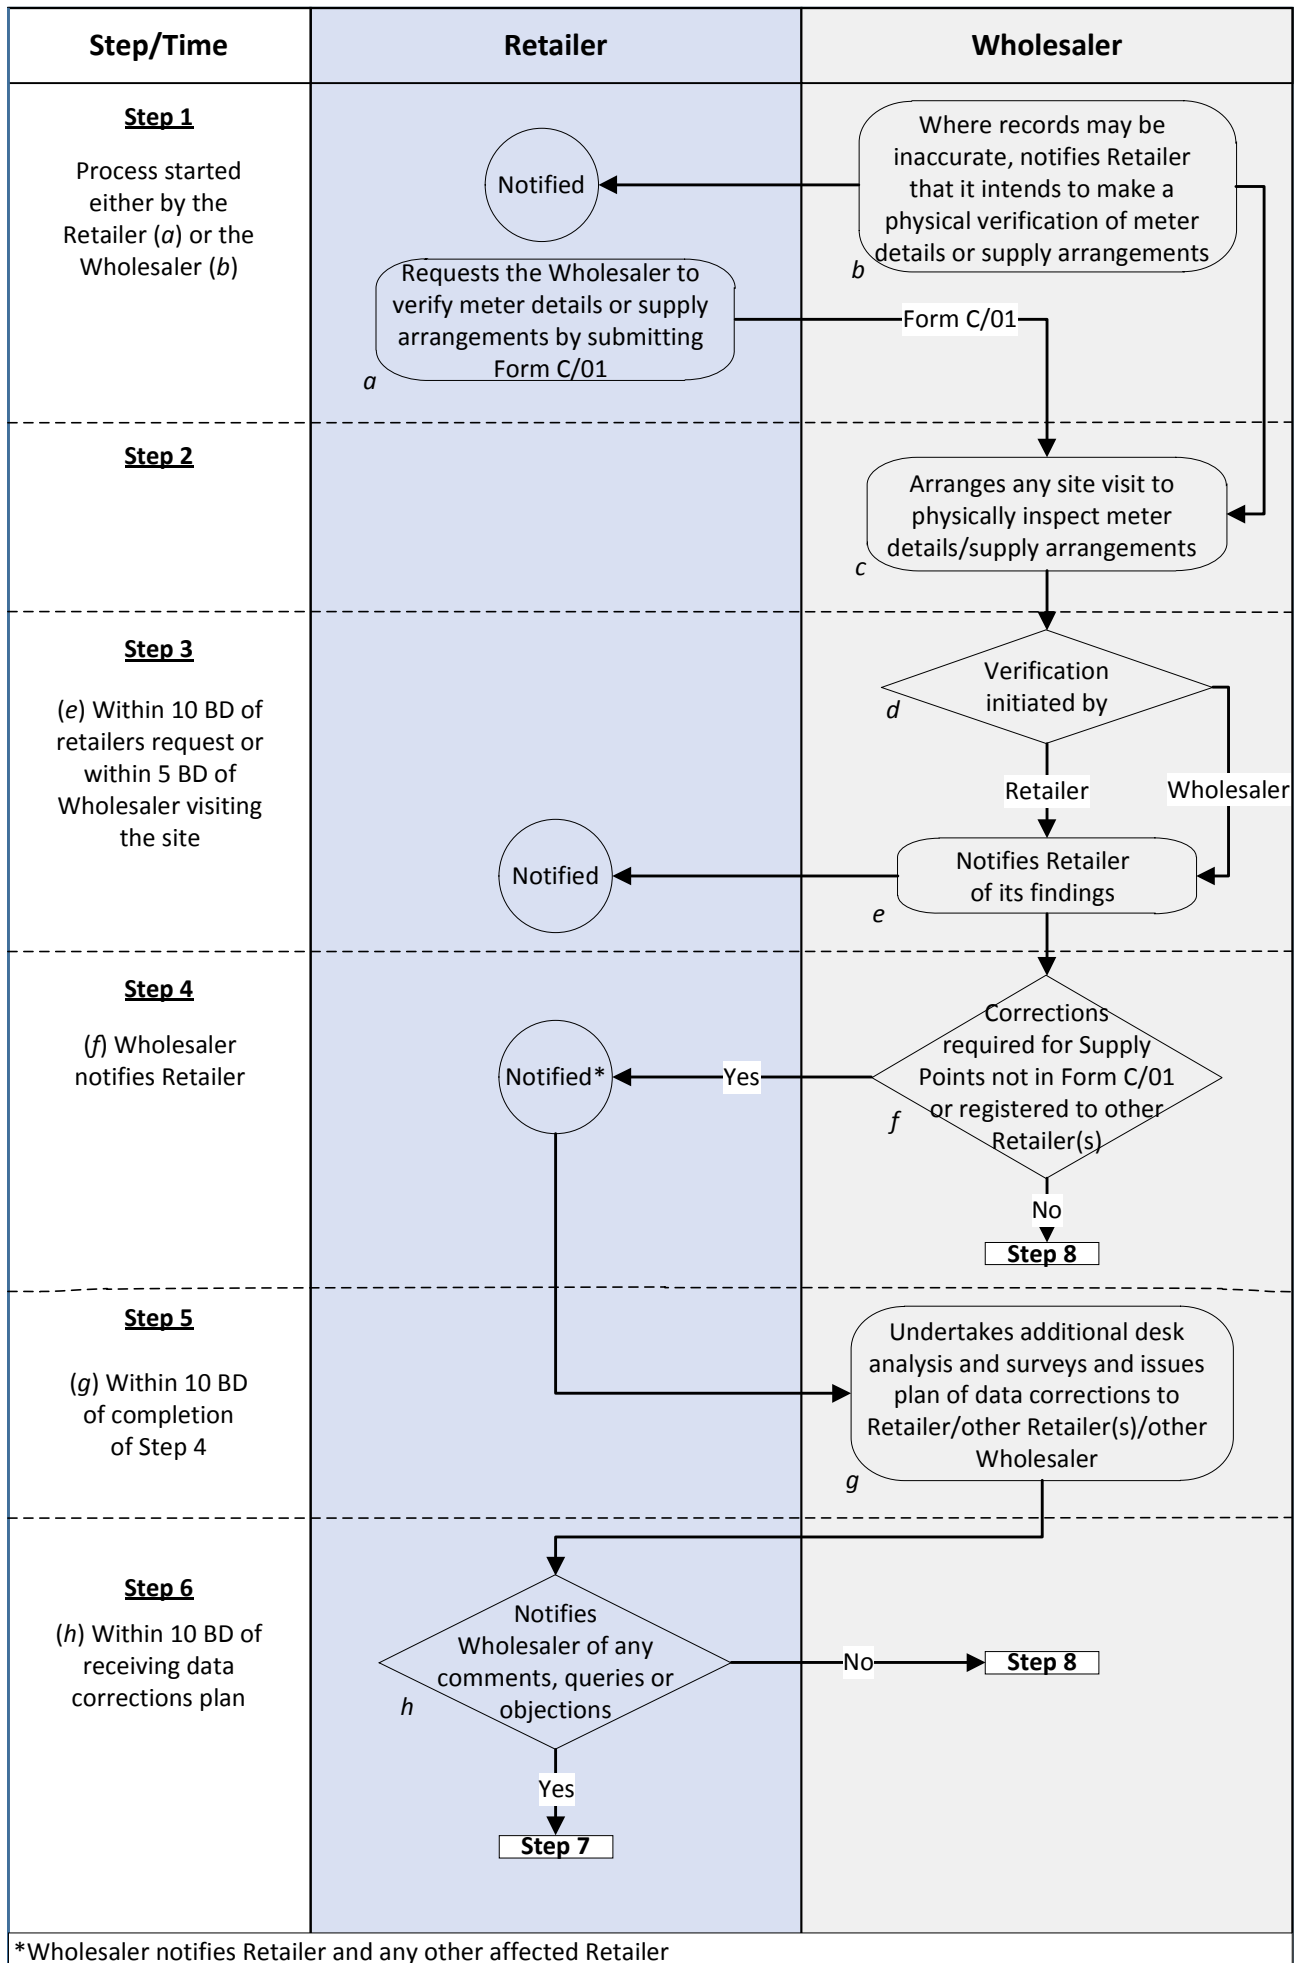 Step/Time
Retailer
Wholesaler
Step 1
Process started
either by the
Retailer (a) or the
Wholesaler (b)
Notified
Where records may be
inaccurate, notifies Retailer
that it intends to make a
physical verification of meter
details or supply arrangements
b
Requests the Wholesaler to
verify meter details or supply
arrangements by submitting
Form C/01
a
Form C/01
Step 2
Arranges any site visit to
physically inspect meter
details/supply arrangements
c
Step 3
(e) Within 10 BD of
retailers request or
within 5 BD of
Wholesaler visiting
the site
Verification
initiated by
d
Retailer
Wholesaler
Notified
Notifies Retailer
of its findings
e
Step 4
(f) Wholesaler
notifies Retailer
Notified*
Yes
Corrections
required for Supply
Points not in Form C/01
or registered to other
Retailer(s)
f
No
Step 8
Step 5
(g) Within 10 BD
of completion
of Step 4
Undertakes additional desk
analysis and surveys and issues
plan of data corrections to
Retailer/other Retailer(s)/other
Wholesaler
g
Step 6
(h) Within 10 BD of
receiving data
corrections plan
Notifies
Wholesaler of any
comments, queries or
objections
h
No
Step 8
Yes
Step 7
*Wholesaler notifies Retailer and any other affected Retailer